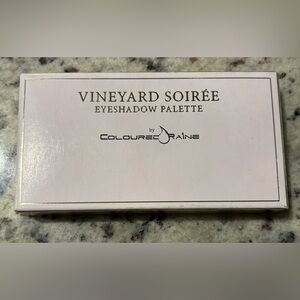 VINEYARD SOIRÉE
EYESHADOW PALETTE
by
COLOURED RAINE